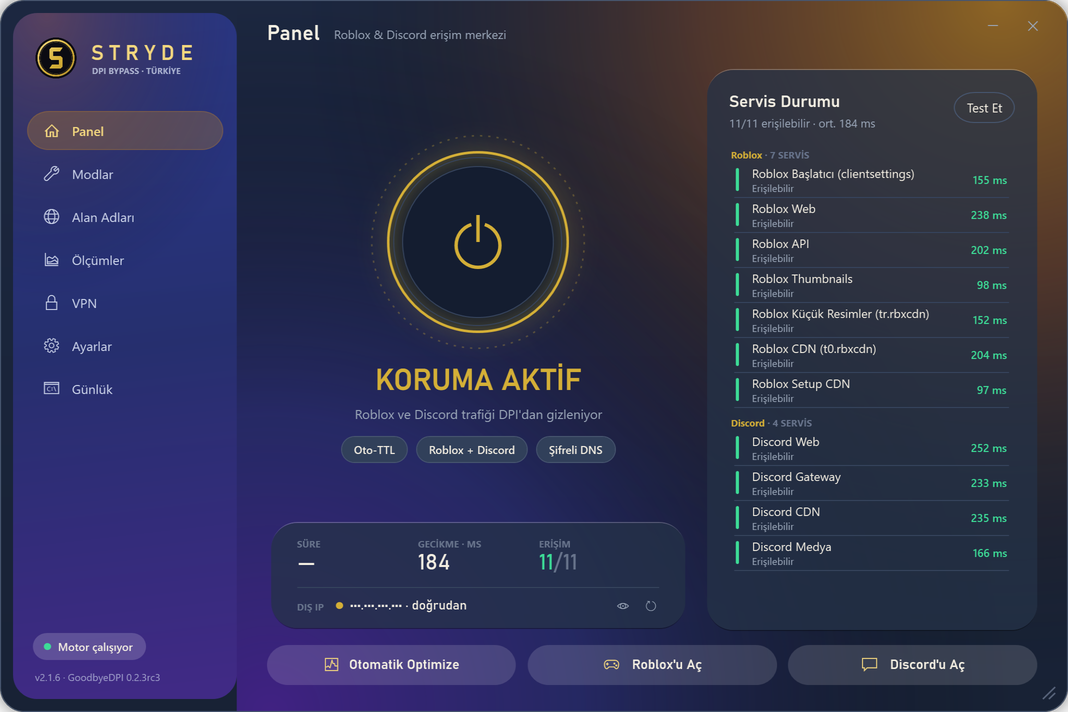 STRYDE
DPI BYPASS · TÜRKİYE
Panel
Modlar
Alan Adları
Ölçümler
VPN
Ayarlar
Günlük
Motor çalışıyor
v2.1.6 · GoodbyeDPI 0.2.3rc3
Panel Roblox & Discord erişim merkezi
KORUMA AKTİF
Roblox ve Discord trafiği DPI'dan gizleniyor
Oto-TTL Roblox + Discord Şifreli DNS
SÜRE GECİKME · MS ERİŞİM
— 184 11/11
DIŞ IP •••.•••.•••.••• · doğrudan
Servis Durumu
Test Et
11/11 erişilebilir · ort. 184 ms
Roblox · 7 SERVİS
Roblox Başlatıcı (clientsettings)
Erişilebilir
155 ms
Roblox Web
Erişilebilir
238 ms
Roblox API
Erişilebilir
202 ms
Roblox Thumbnails
Erişilebilir
98 ms
Roblox Küçük Resimler (tr.rbxcdn)
Erişilebilir
152 ms
Roblox CDN (t0.rbxcdn)
Erişilebilir
204 ms
Roblox Setup CDN
Erişilebilir
97 ms
Discord · 4 SERVİS
Discord Web
Erişilebilir
252 ms
Discord Gateway
Erişilebilir
233 ms
Discord CDN
Erişilebilir
235 ms
Discord Medya
Erişilebilir
166 ms
Otomatik Optimize Roblox'u Aç Discord'u Aç